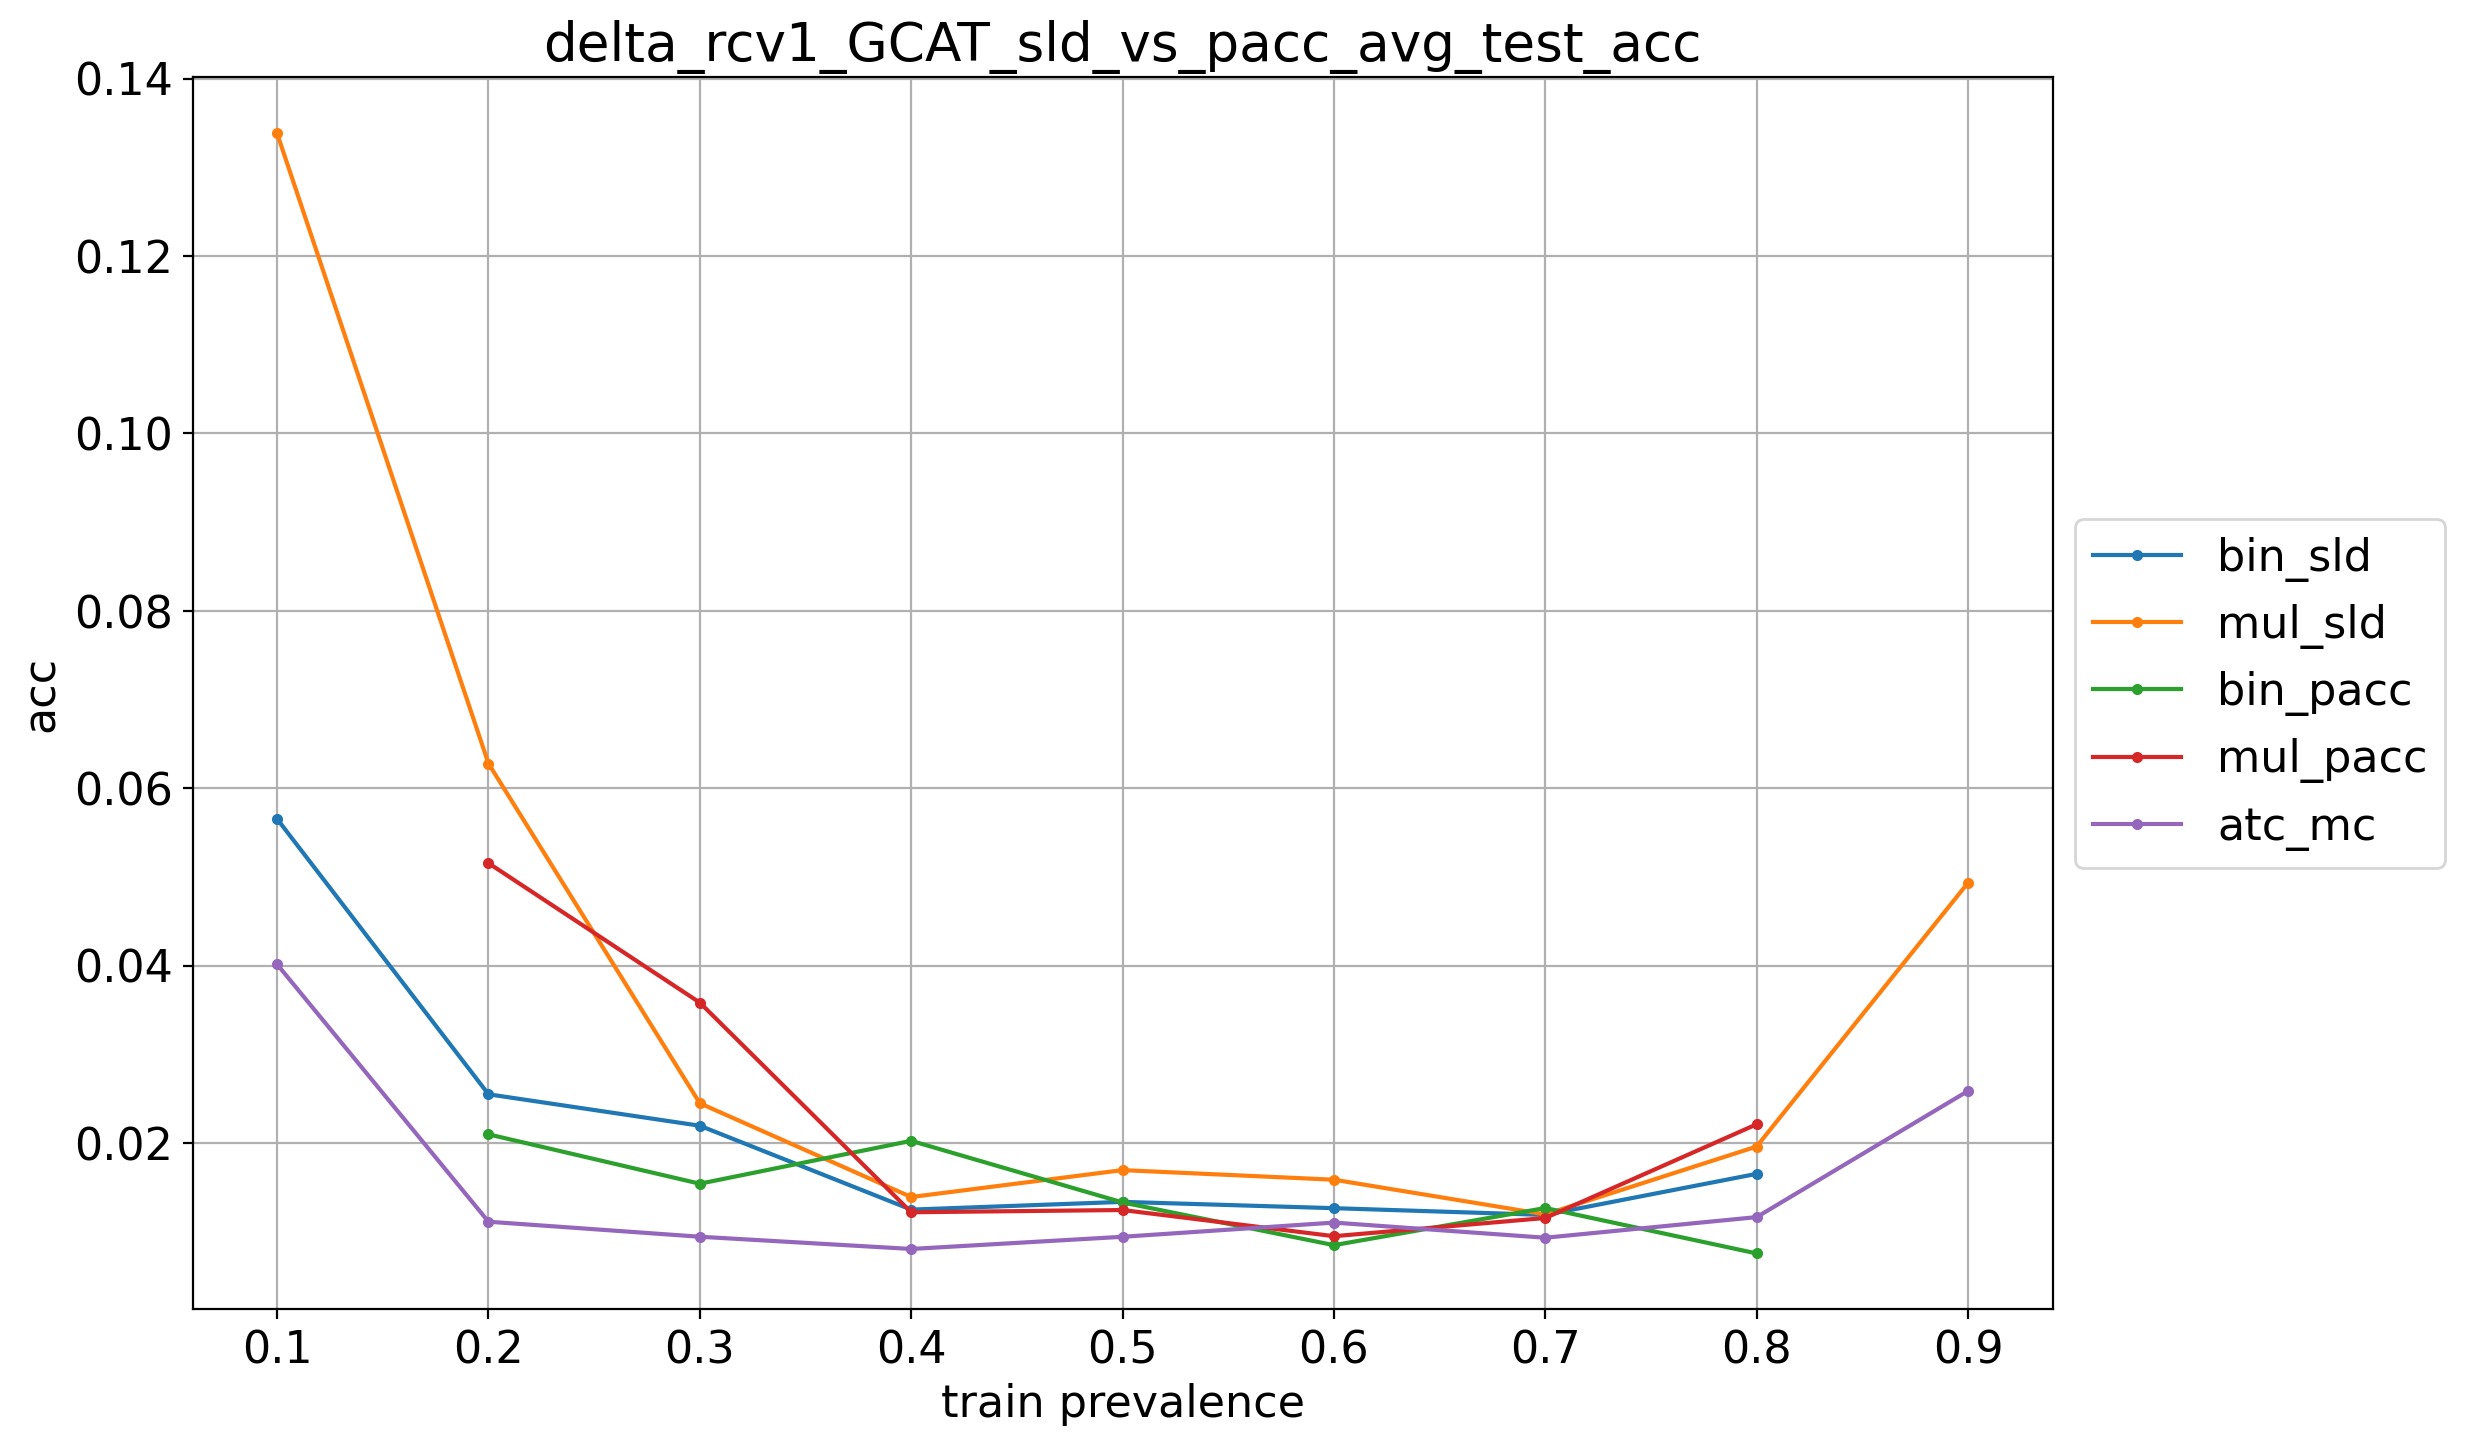 delta_rcv1_GCAT_sld_vs_pacc_avg_test_acc
0.14
0.12
0.10
0.08
0.06
0.04
0.02
acc
0.1 0.2 0.3 0.4 0.5 0.6 0.7 0.8 0.9
train prevalence
bin_sld
mul_sld
bin_pacc
mul_pacc
atc_mc